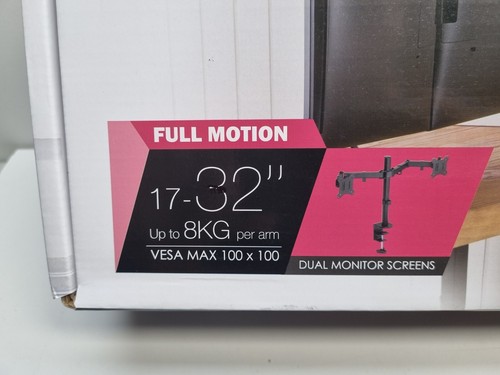 FULL MOTION
17-32"
Up to 8KG per arm
VESA MAX 100 x 100
DUAL MONITOR SCREENS